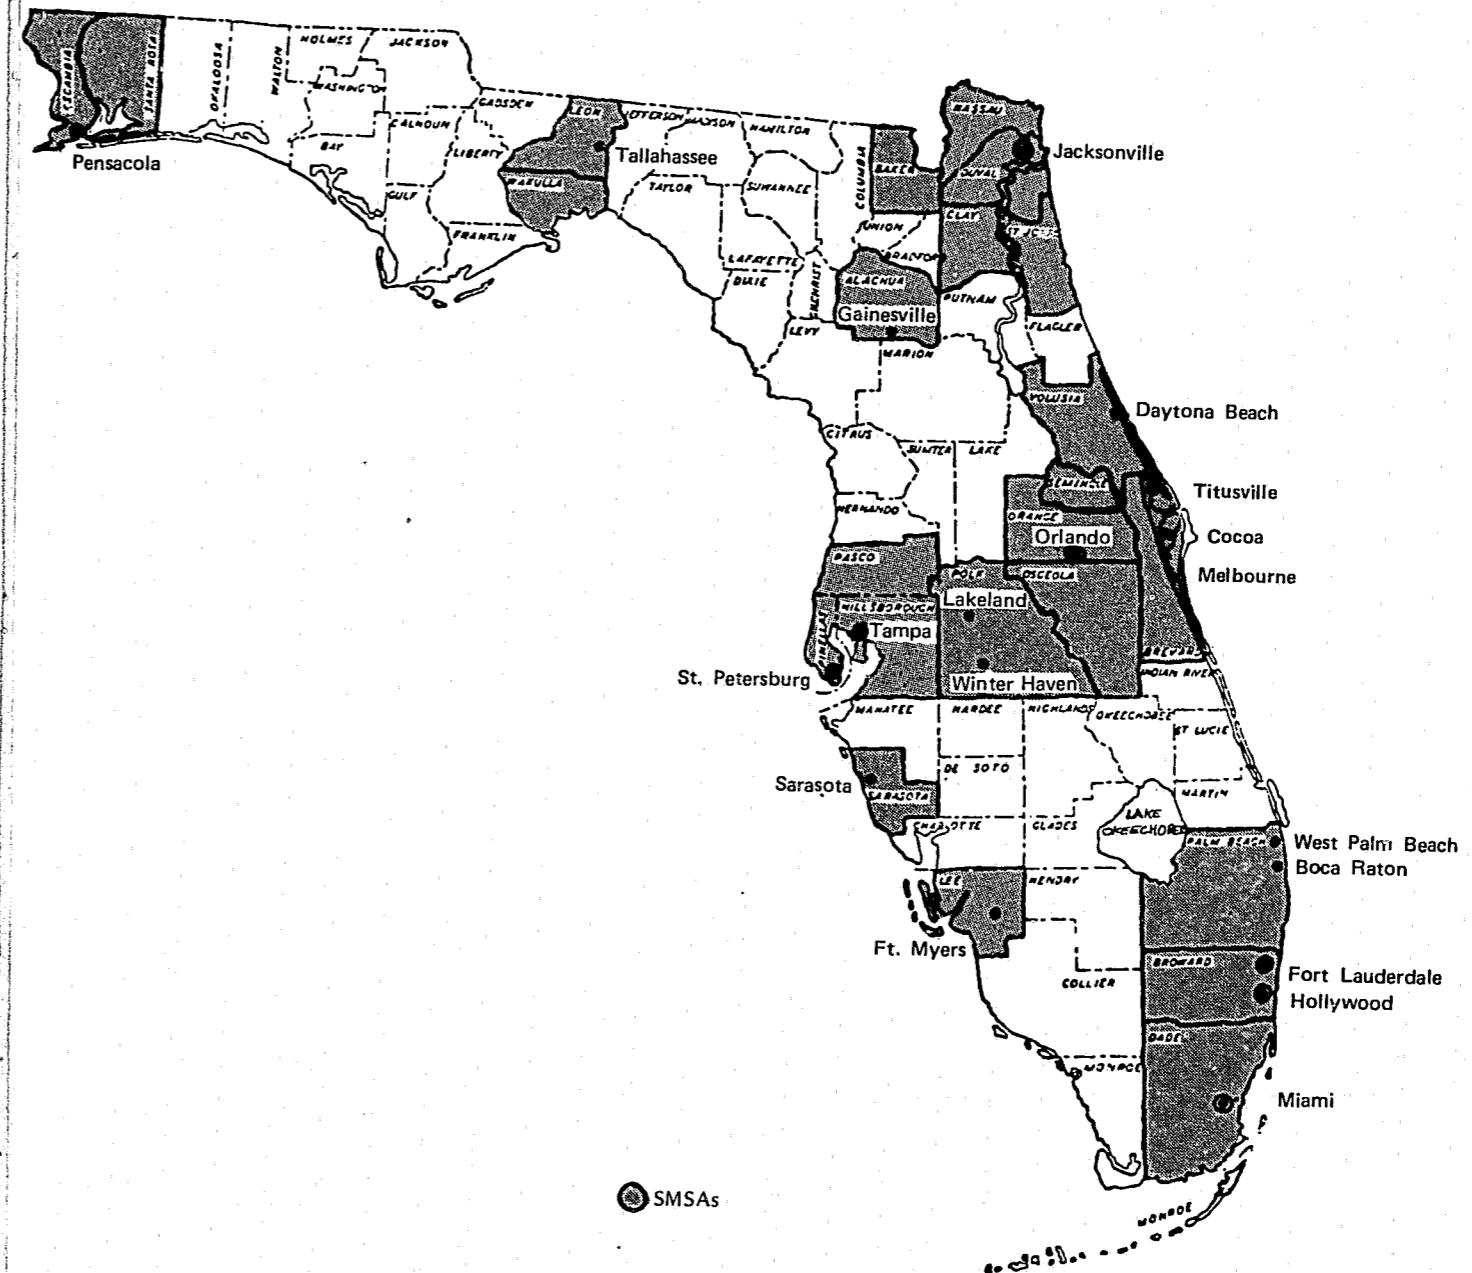 ESCAMBIA
SANTA ROSA
OKALOOSA
WALTON
HOLMES
JACKSON
WASHINGTON
BAY
CALHOUN
GULF
GADSDEN
LIBERTY
FRANKLIN
LEON
WAKULLA
JEFFERSON
MADISON
HAMILTON
TAYLOR
SUWANNEE
LAFAYETTE
DIXIE
COLUMBIA
BAKER
NASSAU
DUVAL
CLAY
UNION
BRADFORD
ALACHUA
PUTNAM
FLAGLER
LEVY
MARION
VOLUSIA
CITRUS
SUMTER
LAKE
HERNANDO
SEMINOLE
ORANGE
PASCO
POLK
OSCEOLA
HILLSBOROUGH
PINELLAS
BREVARD
INDIAN RIVER
MANATEE
HARDEE
HIGHLANDS
OKEECHOBEE
ST LUCIE
DE SOTO
SARASOTA
MARTIN
CHARLOTTE
GLADES
LAKE
OKEECHOBEE
PALM BEACH
LEE
HENDRY
BROWARD
COLLIER
DADE
MONROE
MONROE
Pensacola
Tallahassee
Jacksonville
Gainesville
Daytona Beach
Titusville
Orlando
Cocoa
Melbourne
Lakeland
Tampa
St. Petersburg
Winter Haven
Sarasota
West Palm Beach
Boca Raton
Ft. Myers
Fort Lauderdale
Hollywood
Miami
SMSAs